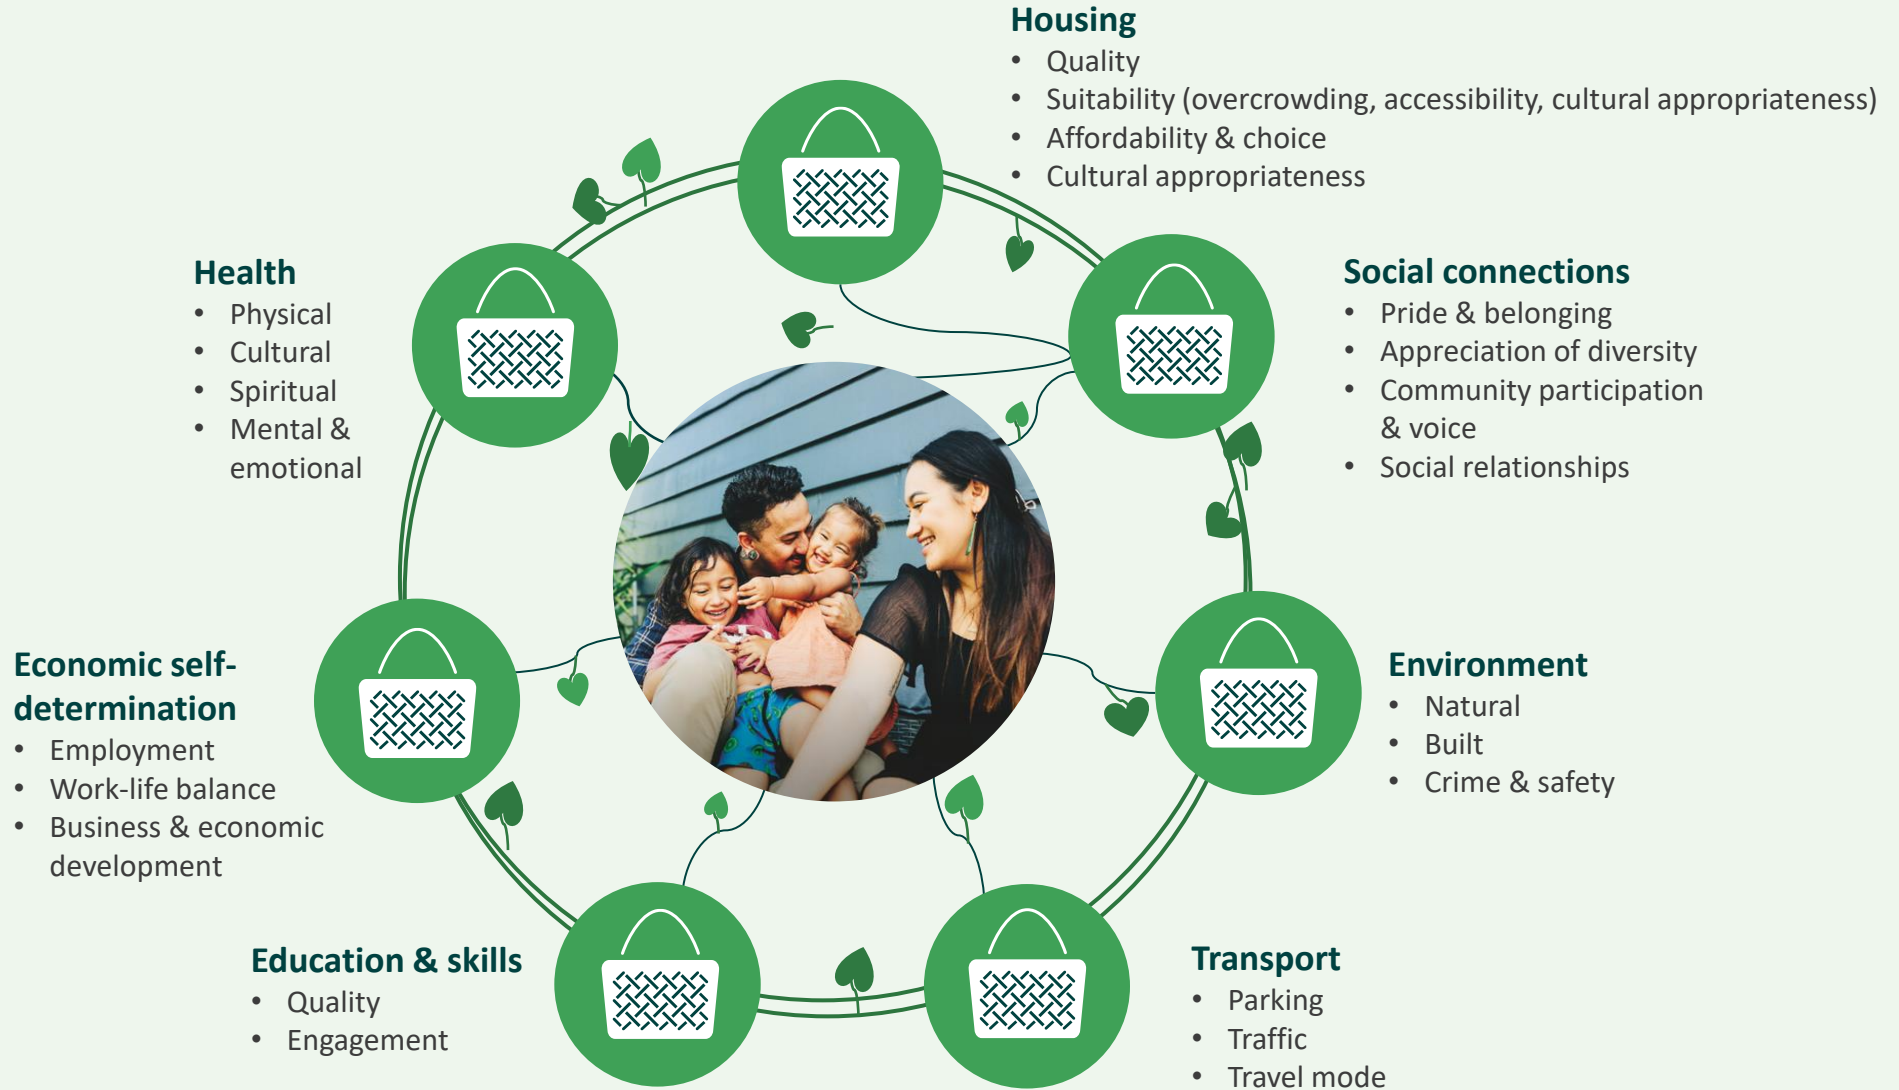 Housing
• Quality
• Suitability (overcrowding, accessibility, cultural appropriateness)
• Affordability & choice
• Cultural appropriateness
Social connections
• Pride & belonging
• Appreciation of diversity
• Community participation
& voice
• Social relationships
Environment
• Natural
• Built
• Crime & safety
Transport
• Parking
• Traffic
• Travel mode
Education & skills
• Quality
• Engagement
Economic self-
determination
• Employment
• Work-life balance
• Business & economic
development
Health
• Physical
• Cultural
• Spiritual
• Mental &
emotional